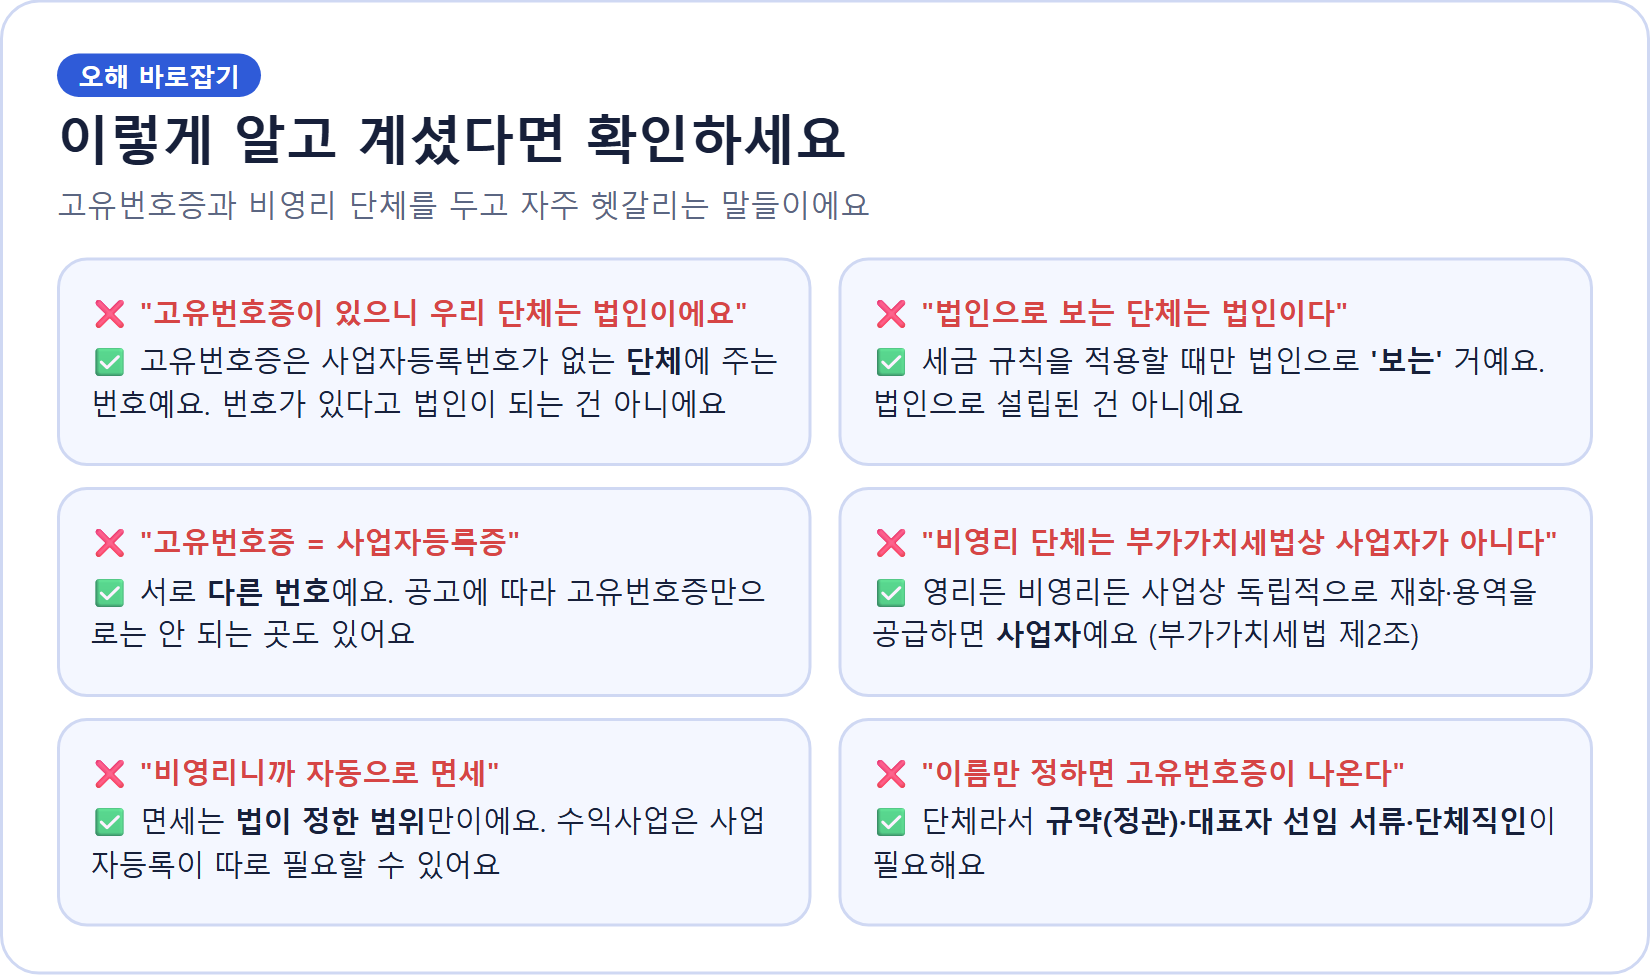 오해 바로잡기
이렇게 알고 계셨다면 확인하세요
고유번호증과 비영리 단체를 두고 자주 헷갈리는 말들이에요
❌ "고유번호증이 있으니 우리 단체는 법인이에요"
✅ 고유번호증은 사업자등록번호가 없는 단체에 주는
번호예요. 번호가 있다고 법인이 되는 건 아니에요
❌ "법인으로 보는 단체는 법인이다"
✅ 세금 규칙을 적용할 때만 법인으로 '보는' 거예요.
법인으로 설립된 건 아니에요
❌ "고유번호증 = 사업자등록증"
✅ 서로 다른 번호예요. 공고에 따라 고유번호증만으
로는 안 되는 곳도 있어요
❌ "비영리 단체는 부가가치세법상 사업자가 아니다"
✅ 영리든 비영리든 사업상 독립적으로 재화·용역을
공급하면 사업자예요 (부가가치세법 제2조)
❌ "비영리니까 자동으로 면세"
✅ 면세는 법이 정한 범위만이에요. 수익사업은 사업
자등록이 따로 필요할 수 있어요
❌ "이름만 정하면 고유번호증이 나온다"
✅ 단체라서 규약(정관)·대표자 선임 서류·단체직인이
필요해요